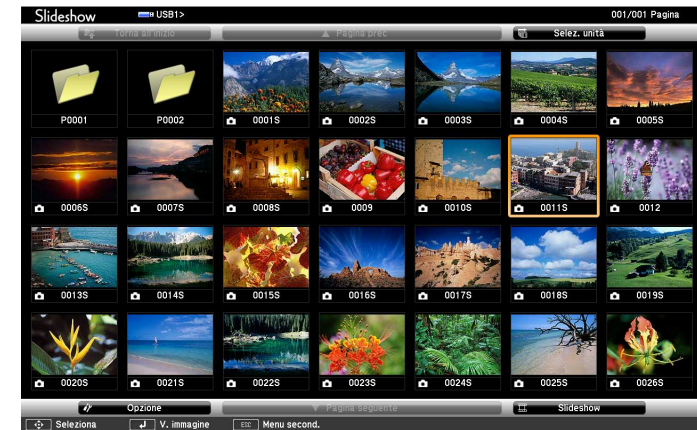 Slideshow USB1> 001/001 Pagina
Torna all'inizio Pagina prec Selez. unità
P0001 P0002 0001S 0002S 0003S 0004S 0005S
0006S 0007S 0008S 0009 0010S 0011S 0012
0013S 0014S 0015S 0016S 0017S 0018S 0019S
0020S 0021S 0022S 0023S 0024S 0025S 0026S
Opzione Pagina seguente Slideshow
Seleziona V. immagine ESC Menu second.